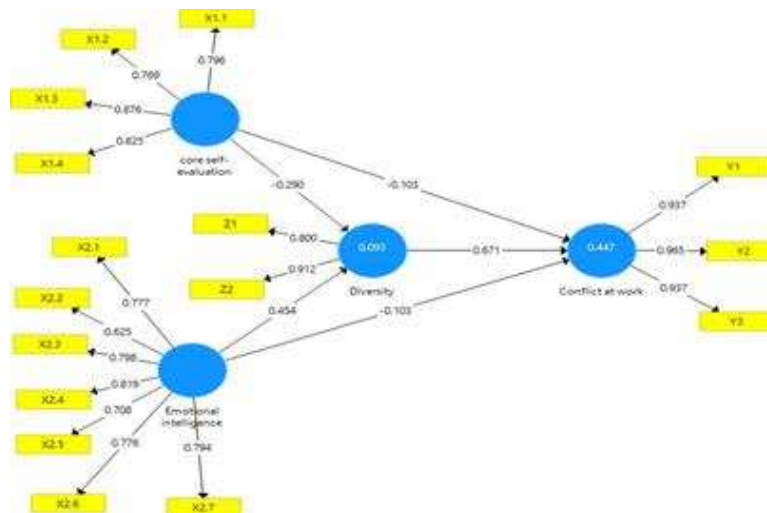 X1.1
X1.2
0.796
0.769
X1.3
0.876
X1.4
0.825
core self-
evaluation
-0.290
-0.103
Y1
Z1
0.800
0.937
X2.1
0.093
0.671
0.447
0.965
Y2
0.912
Z2
Diversity
Conflict at work
X2.2
0.777
0.454
-0.103
0.937
Y3
0.625
X2.3
0.798
0.819
X2.4
0.708
Emotional
intelligence
X2.5
0.776
0.794
X2.6
X2.7